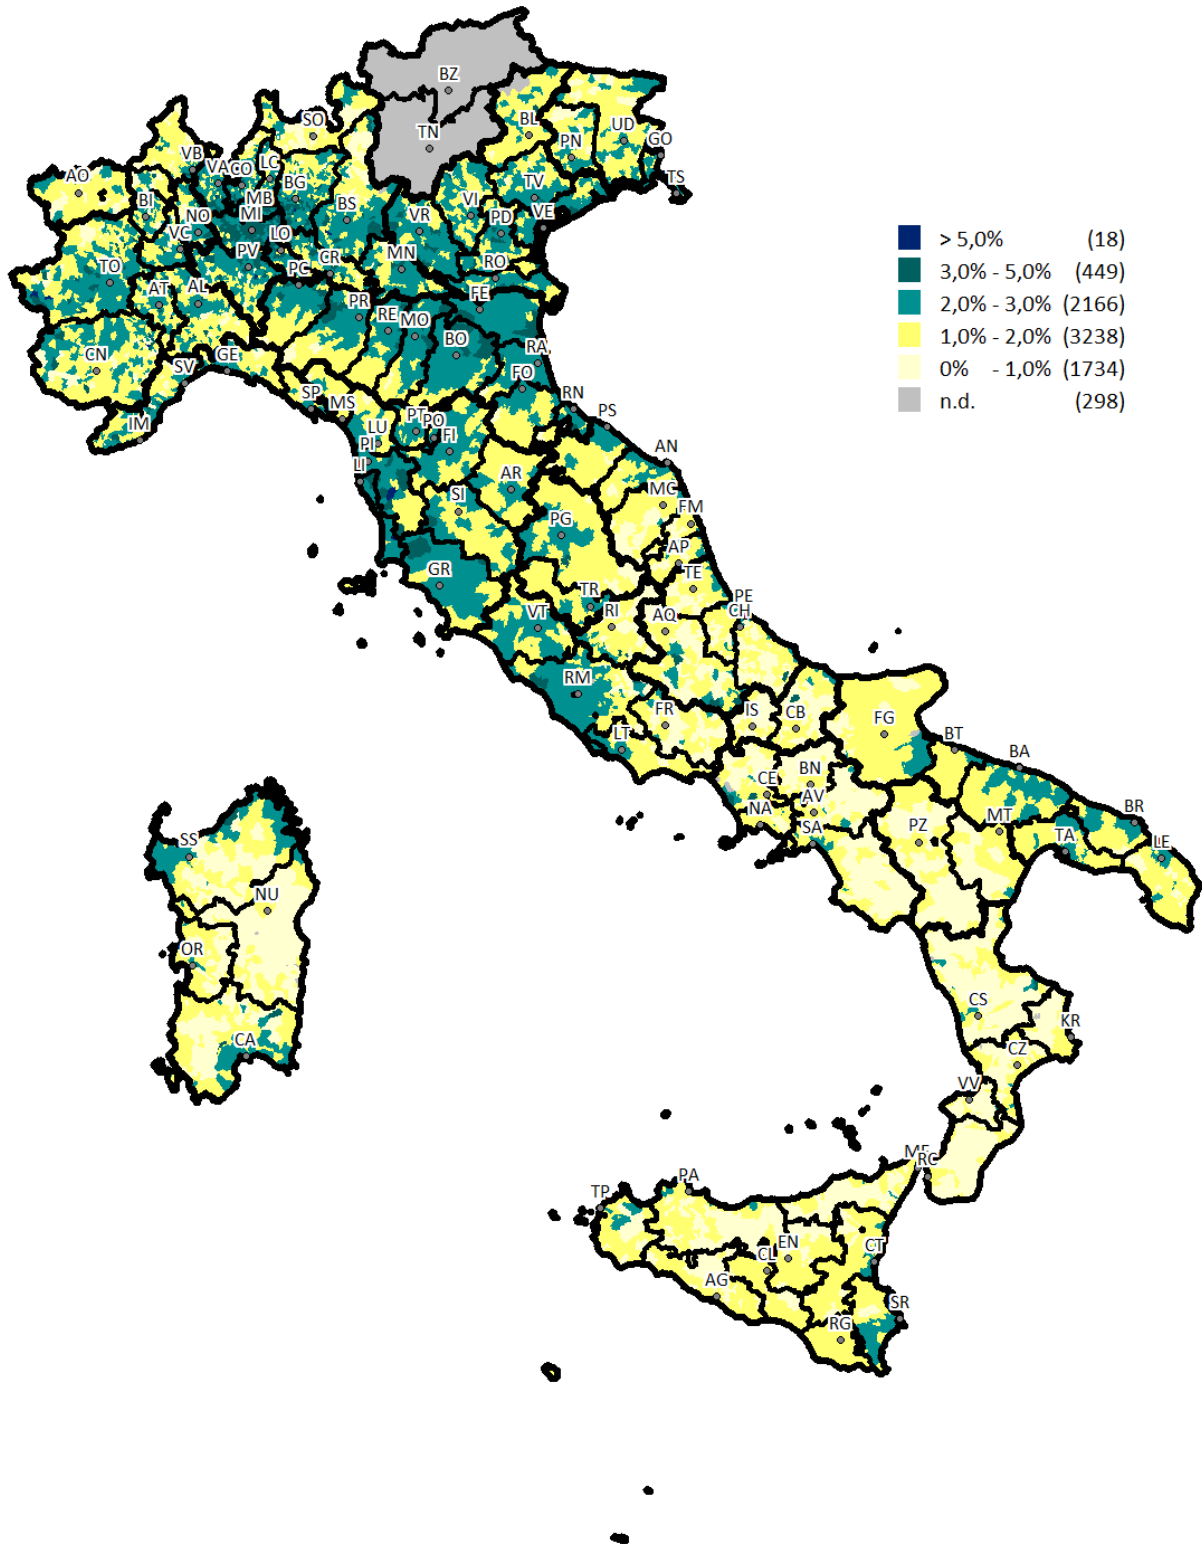 BZ
SO
TN
BL
UD
PN
GO
VB
VA
CO
LC
AO
BI
MB
BG
TV
TS
NO
MI
BS
VI
VE
VC
LO
VR
PD
TO
PV
PC
CR
MN
RO
AT
AL
PR
RE
MO
FE
CN
GE
BO
RA
SV
FO
SP
MS
RN
PS
IM
LU
PT
PO
FI
PI
LI
AN
AR
MC
SI
PG
FM
AP
GR
TE
TR
RI
AQ
PE
CH
VT
RM
FR
IS
CB
FG
LT
BT
BA
CE
BN
NA
AV
SA
PZ
MT
BR
TA
LE
SS
NU
OR
CA
CS
KR
CZ
VV
RC
PA
TP
EN
CT
CL
AG
SR
RG
> 5,0% (18)
3,0% - 5,0% (449)
2,0% - 3,0% (2166)
1,0% - 2,0% (3238)
0% - 1,0% (1734)
n.d. (298)